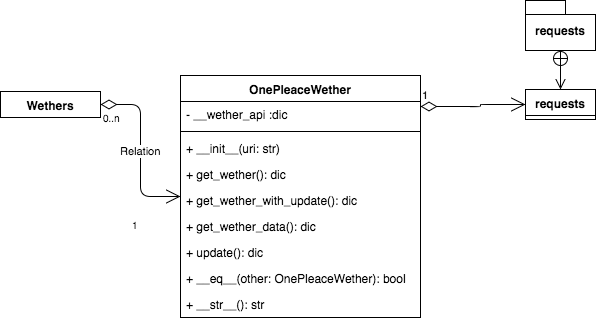 requests
OnePleaceWether
1
Wethers
requests
- __wether_api :dic
0..n
+ __init__(uri: str)
Relation
+ get_wether(): dic
+ get_wether_with_update(): dic
1
+ get_wether_data(): dic
+ update(): dic
+ __eq__(other: OnePleaceWether): bool
+ __str__(): str